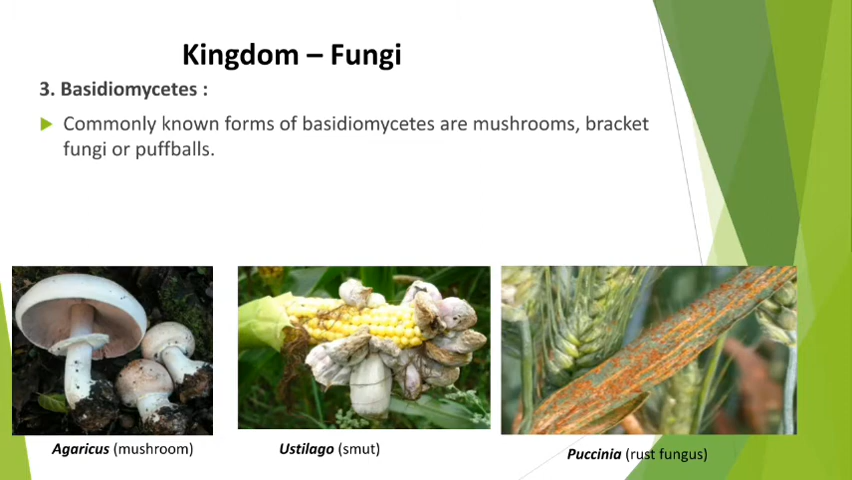 Kingdom – Fungi
3. Basidiomycetes :
Commonly known forms of basidiomycetes are mushrooms, bracket
fungi or puffballs.
Agaricus (mushroom)
Ustilago (smut)
Puccinia (rust fungus)